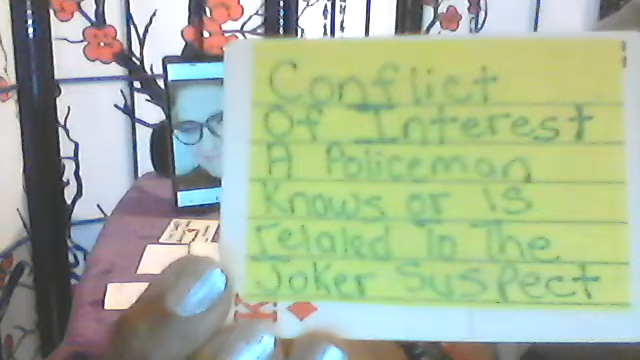 Conflict
Of Interest
A Policeman
Knows or is
related To The
Joker Suspect
K